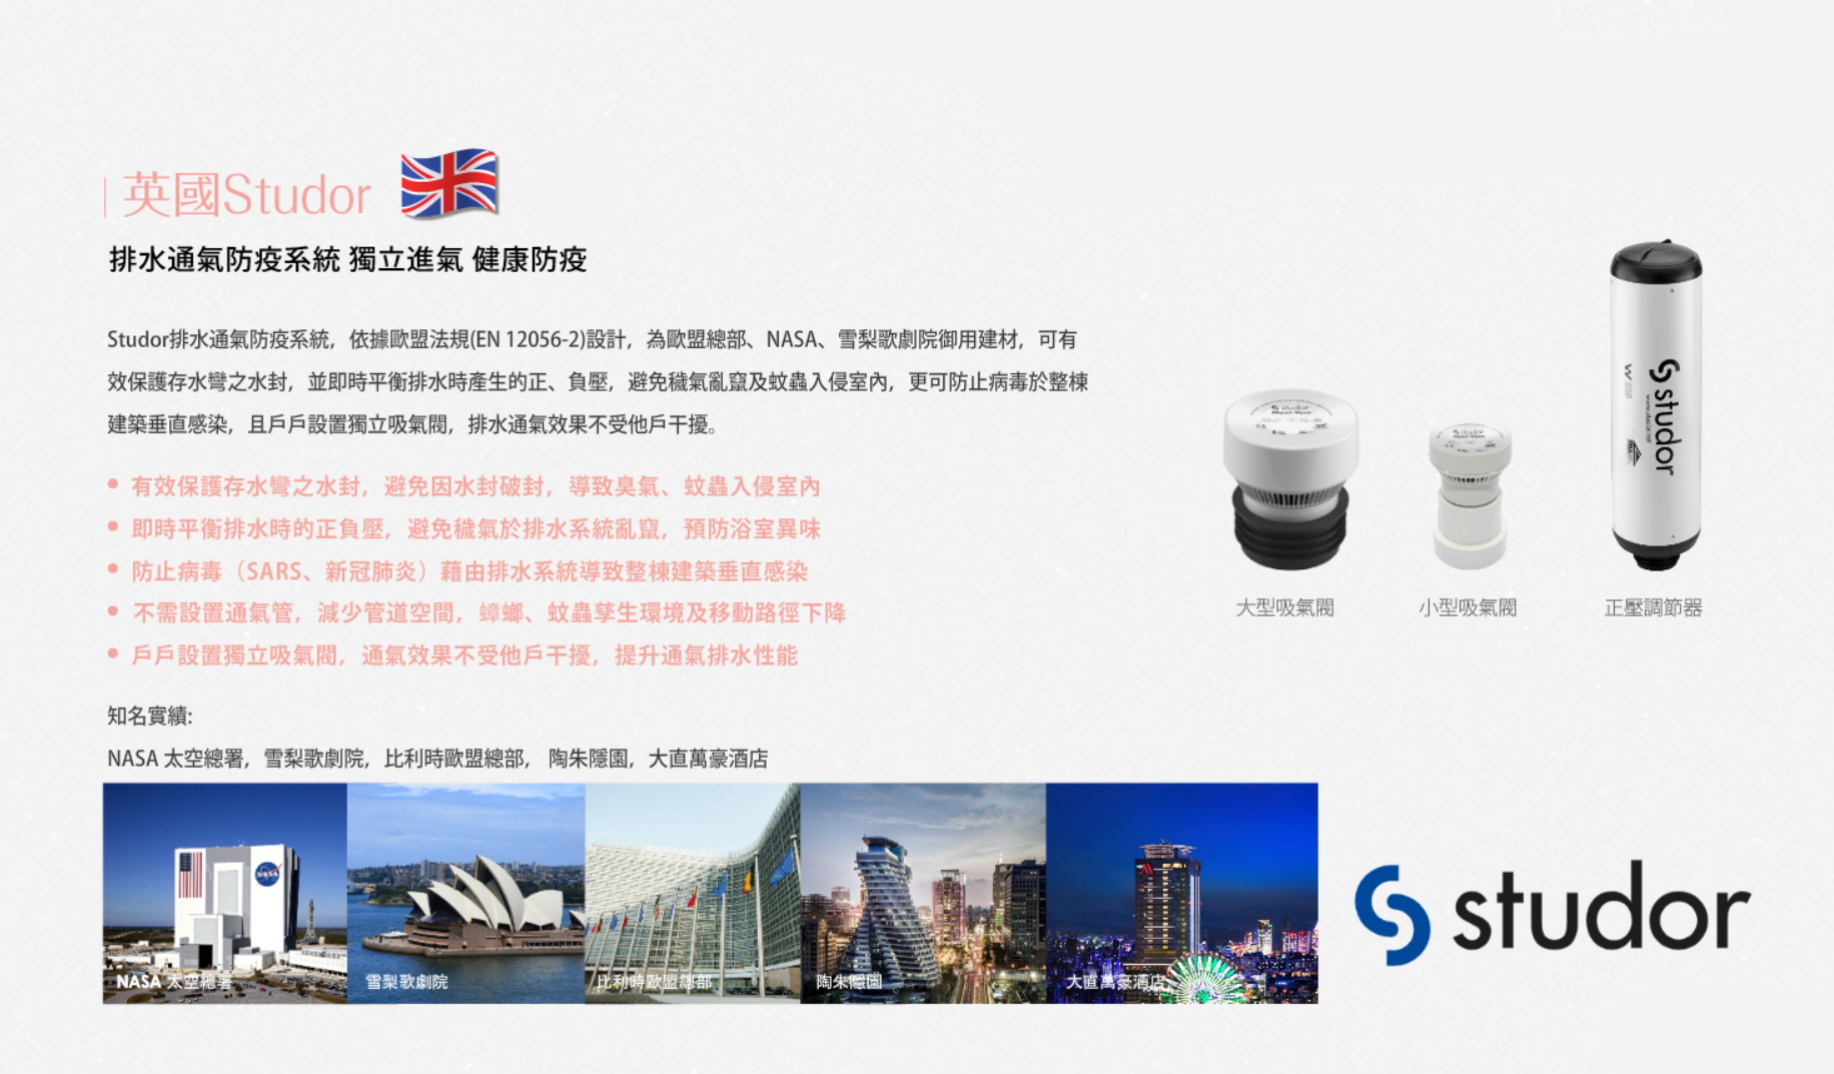 英國Studor
排水通氣防疫系統 獨立進氣 健康防疫
Studor排水通氣防疫系統，依據歐盟法規(EN 12056-2)設計，為歐盟總部、NASA、雪梨歌劇院御用建材，可有
效保護存水彎之水封，並即時平衡排水時產生的正、負壓，避免穢氣亂竄及蚊蟲入侵室內，更可防止病毒於整棟
建築垂直感染，且戶戶設置獨立吸氣閥，排水通氣效果不受他戶干擾。
• 有效保護存水彎之水封，避免因水封破封，導致臭氣、蚊蟲入侵室內
• 即時平衡排水時的正負壓，避免穢氣於排水系統亂竄，預防浴室異味
• 防止病毒（SARS、新冠肺炎）藉由排水系統導致整棟建築垂直感染
• 不需設置通氣管，減少管道空間，蟑螂、蚊蟲孳生環境及移動路徑下降
• 戶戶設置獨立吸氣閥，通氣效果不受他戶干擾，提升通氣排水性能
知名實績:
NASA 太空總署，雪梨歌劇院，比利時歐盟總部， 陶朱隱園，大直萬豪酒店
studor
studor
studor
大型吸氣閥
小型吸氣閥
正壓調節器
NASA
NASA 太空總署
雪梨歌劇院
比利時歐盟總部
陶朱隱園
大直萬豪酒店
studor